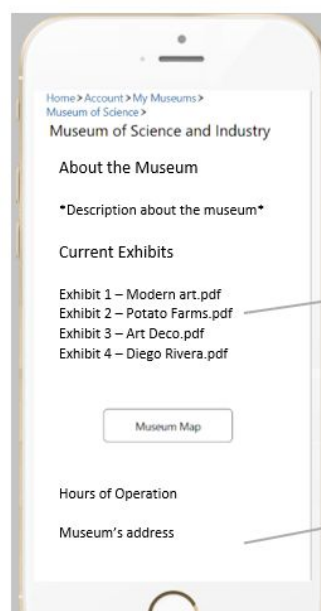 Home>Account>My Museums>
Museum of Science>
Museum of Science and Industry
About the Museum
*Description about the museum*
Current Exhibits
Exhibit 1 – Modern art.pdf
Exhibit 2 – Potato Farms.pdf
Exhibit 3 – Art Deco.pdf
Exhibit 4 – Diego Rivera.pdf
Museum Map
Hours of Operation
Museum's address